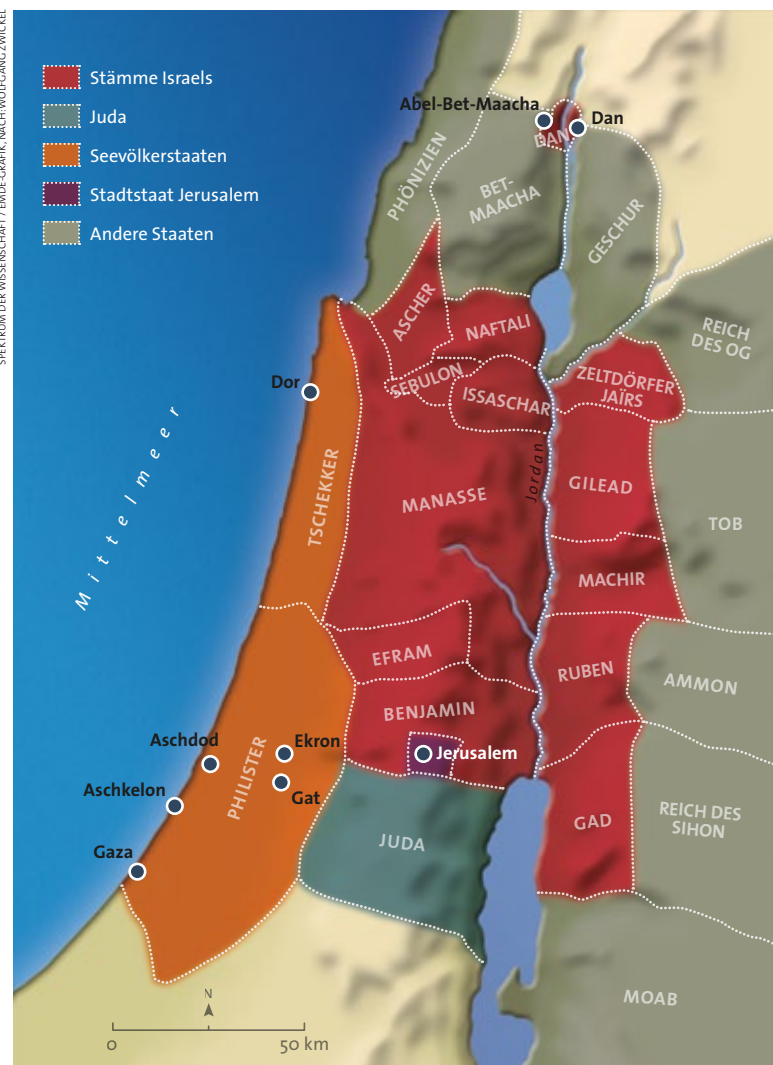 SPEKTRUM DER WISSENSCHAFT / EMDE-GRAFIK, NACH: WOLFGANG ZWICKEL
Stämme Israels
Juda
Seevölkerstaaten
Stadtstaat Jerusalem
Andere Staaten
Abel-Bet-Maacha
Dan
DAN
PHÖNIZIEN
BET-
MAACHA
GESCHUR
ASCHER
NAFTALI
REICH
DES OG
SEBULON
ISSASCHAR
ZELTDÖRFER
JAÏRS
Dor
Mittelmeer
TSCHEKKER
MANASSE
Jordan
GILEAD
TOB
MACHIR
EFRAM
RUBEN
AMMON
BENJAMIN
Aschdod
Ekron
Jerusalem
PHILISTER
Aschkelon
Gat
GAD
REICH DES
SIHON
JUDA
Gaza
MOAB
N
0
50 km